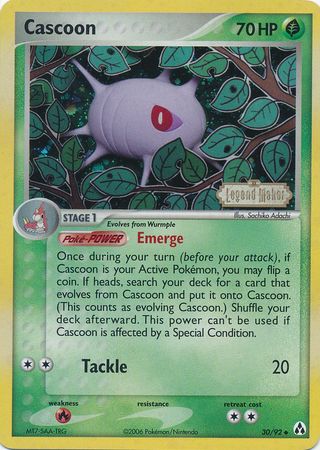 Cascoon 70 HP
Legend Maker
Illus. Sachiko Adachi
STAGE 1
Evolves from Wurmple
Poké-POWER Emerge
Once during your turn (before your attack), if
Cascoon is your Active Pokémon, you may flip a
coin. If heads, search your deck for a card that
evolves from Cascoon and put it onto Cascoon.
(This counts as evolving Cascoon.) Shuffle your
deck afterward. This power can't be used if
Cascoon is affected by a Special Condition.
Tackle 20
weakness resistance retreat cost
MT7-5AA-TRG ©2006 Pokémon/Nintendo 30/92